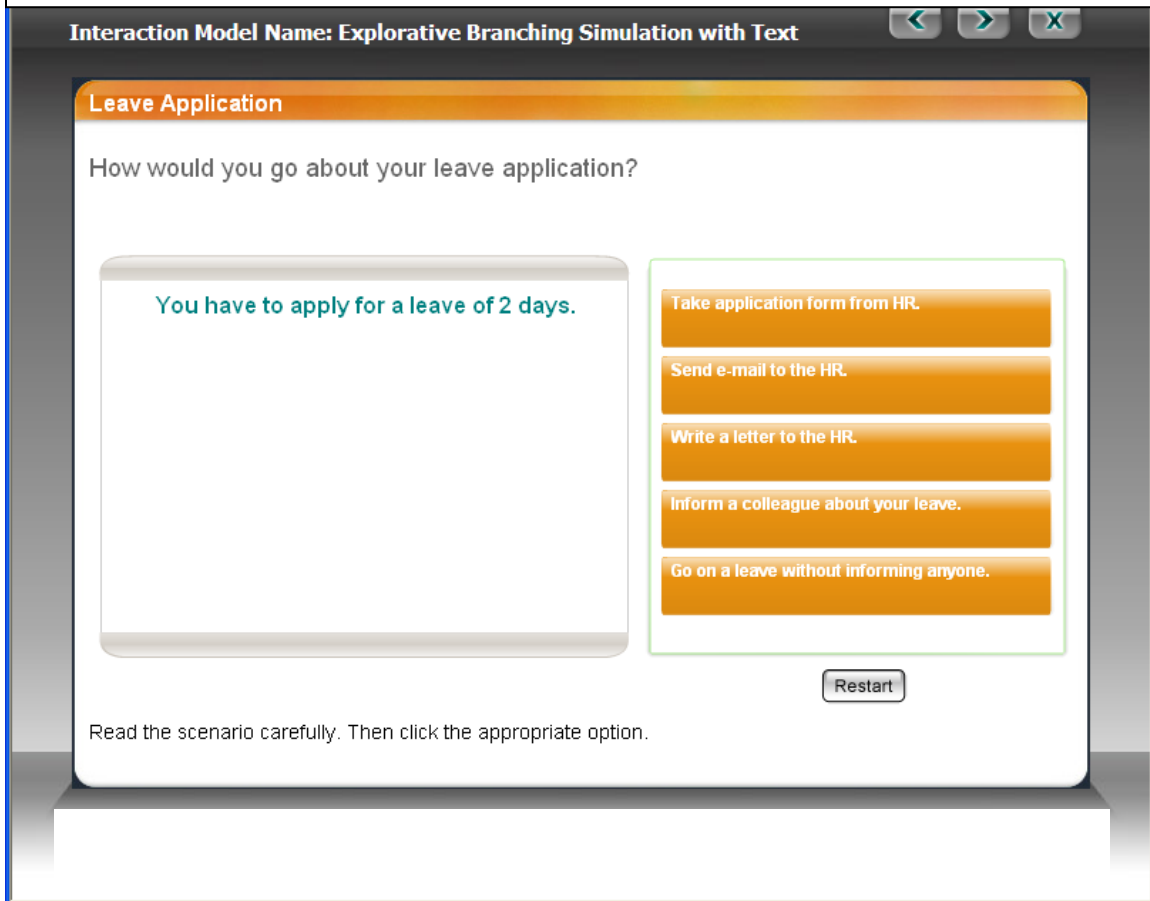 Interaction Model Name: Explorative Branching Simulation with Text
X
Leave Application
How would you go about your leave application?
You have to apply for a leave of 2 days.
Take application form from HR.
Send e-mail to the HR.
Write a letter to the HR.
Inform a colleague about your leave.
Go on a leave without informing anyone.
Restart
Read the scenario carefully. Then click the appropriate option.